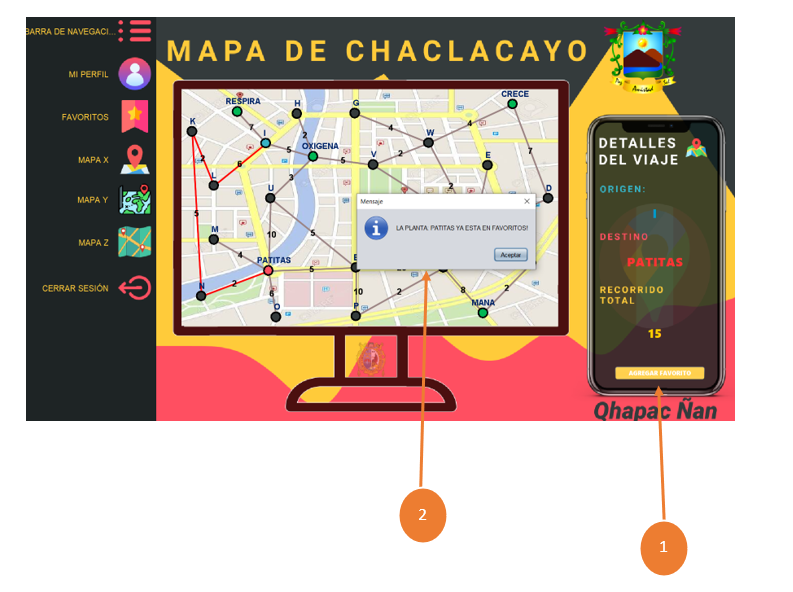 BARRA DE NAVEGACI...
MI PERFIL
FAVORITOS
MAPA X
MAPA Y
MAPA Z
CERRAR SESIÓN
MAPA DE CHACLACAYO
RESPIRA
H
G
CRECE
K
7
4
I
2
OXIGENA
W
7
2
6
5
V
2
E
L
3
2
U
D
5
M
10
4
PATITAS
5
E
N
2
6
10
2
8
2
O
P
MANA
Mensaje
LA PLANTA: PATITAS YA ESTA EN FAVORITOS!
Aceptar
Amistad
DETALLES
DEL VIAJE
ORIGEN:
I
DESTINO
PATITAS
RECORRIDO
TOTAL
15
AGREGAR FAVORITO
Qhapac Ñan
2
1